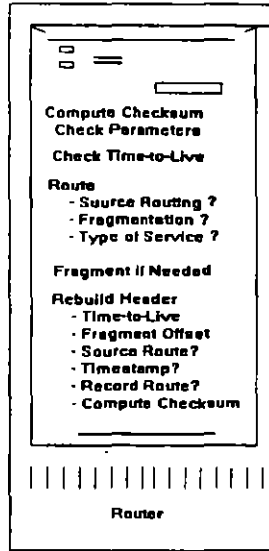 Compute Checksum
Check Parameters
Check Time-to-Live
Route
- Source Routing ?
- Fragmentation ?
- Type of Service ?
Fragment if Needed
Rebuild Header
- Time-to-Live
- Fragment Offset
- Source Route?
- Timestamp?
- Record Route?
- Compute Checksum
Router